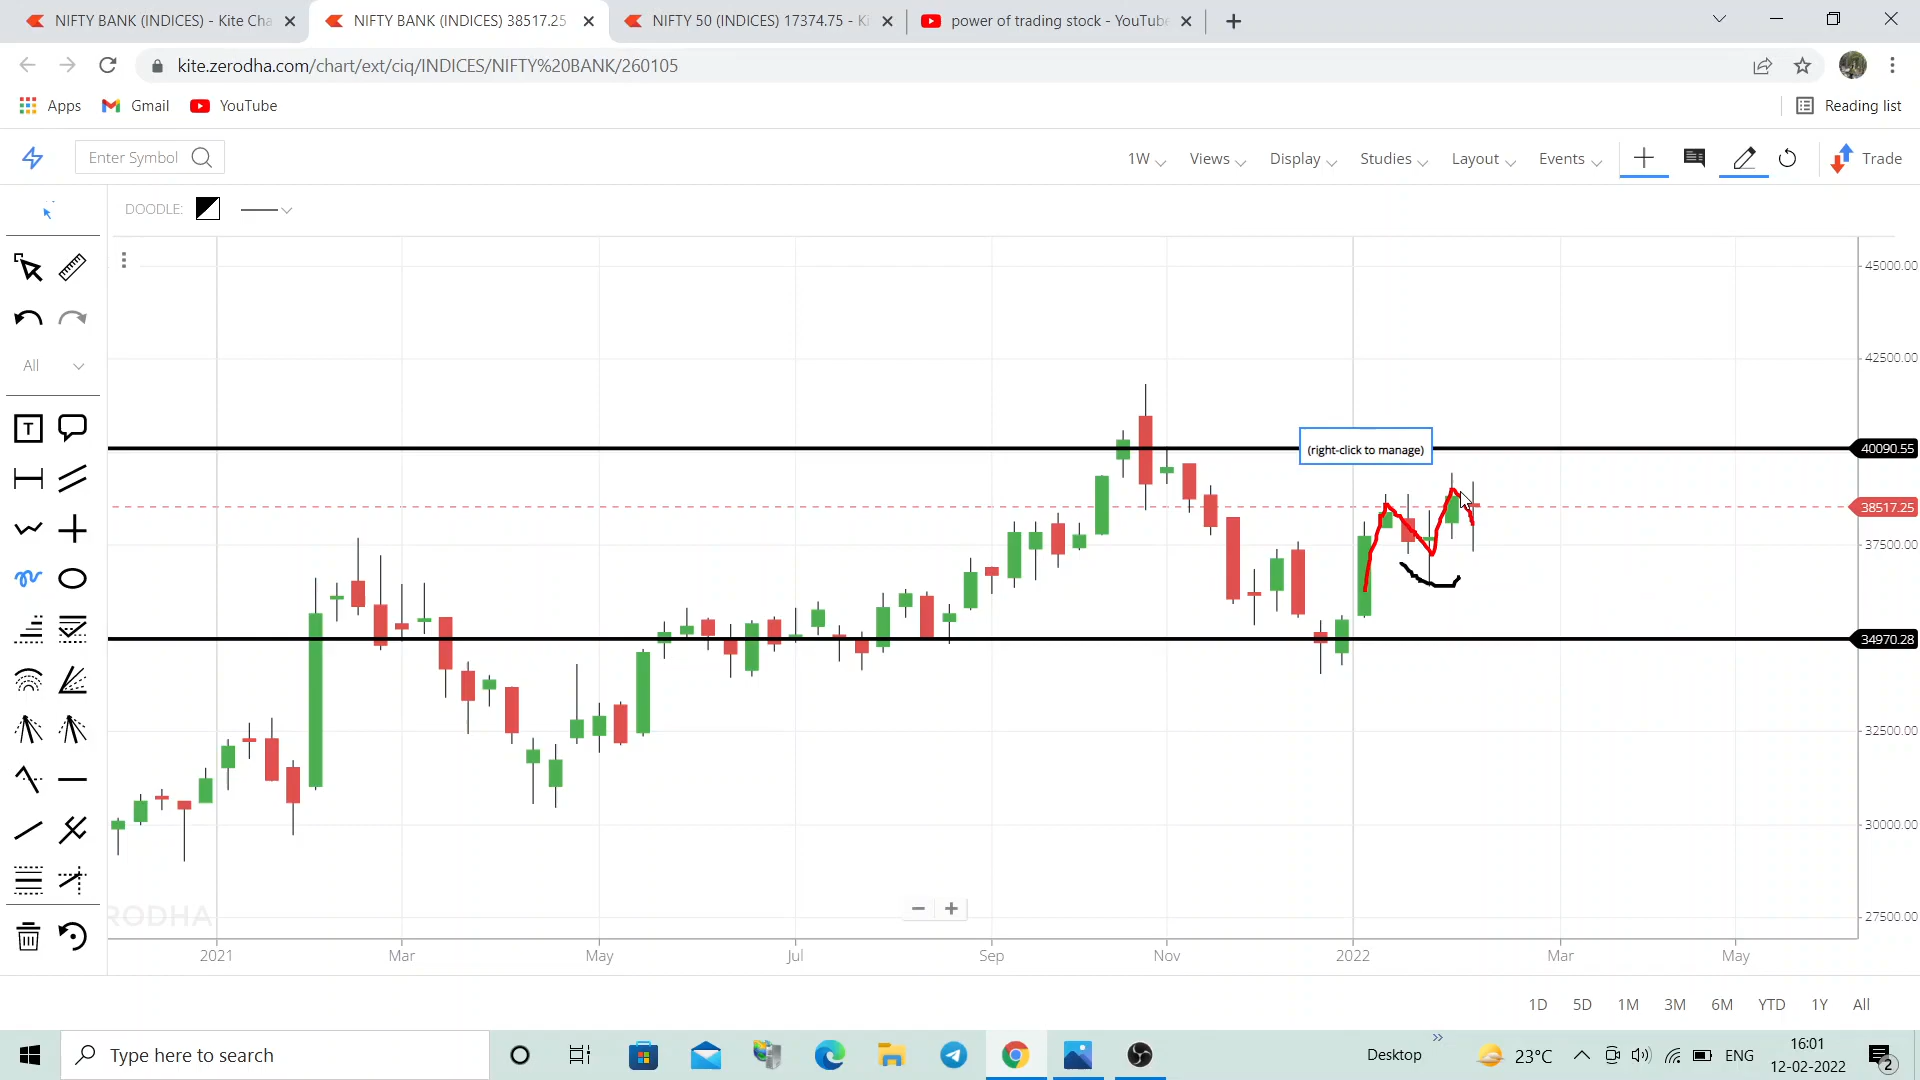 NIFTY BANK (INDICES) - Kite Cha
NIFTY BANK (INDICES) 38517.25
NIFTY 50 (INDICES) 17374.75 - Ki
power of trading stock - YouTube
kite.zerodha.com/chart/ext/ciq/INDICES/NIFTY%20BANK/260105
Apps
Gmail
YouTube
Reading list
Enter Symbol
1W
Views
Display
Studies
Layout
Events
Trade
DOODLE:
All
T
45000.00
42500.00
40090.55
(right-click to manage)
38517.25
37500.00
34970.28
32500.00
30000.00
27500.00
RODHA
2021
Mar
May
Jul
Sep
Nov
2022
Mar
May
1D
5D
1M
3M
6M
YTD
1Y
All
Type here to search
Desktop
23°C
ENG
16:01
12-02-2022
2